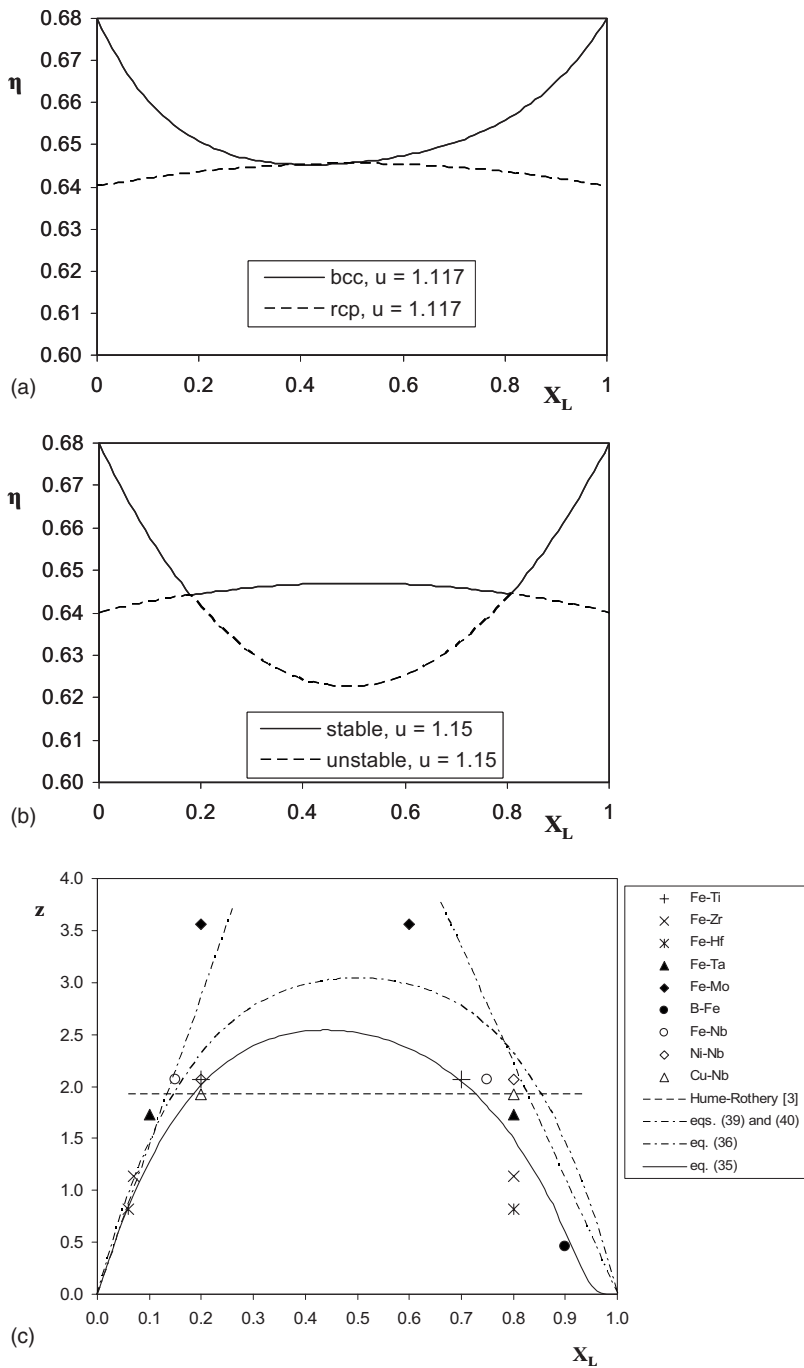 0.68
η
0.67
0.66
0.65
0.64
0.63
0.62
0.61
0.60
bcc, u = 1.117
rcp, u = 1.117
0 0.2 0.4 0.6 0.8 1
(a)
X_L
0.68
η
0.67
0.66
0.65
0.64
0.63
0.62
0.61
0.60
stable, u = 1.15
unstable, u = 1.15
0 0.2 0.4 0.6 0.8 1
(b)
X_L
4.0
z
3.5
3.0
2.5
2.0
1.5
1.0
0.5
0.0
0.0 0.1 0.2 0.3 0.4 0.5 0.6 0.7 0.8 0.9 1.0
(c)
X_L
Fe-Ti
Fe-Zr
Fe-Hf
Fe-Ta
Fe-Mo
B-Fe
Fe-Nb
Ni-Nb
Cu-Nb
Hume-Rothery [3]
eqs. (39) and (40)
eq. (36)
eq. (35)